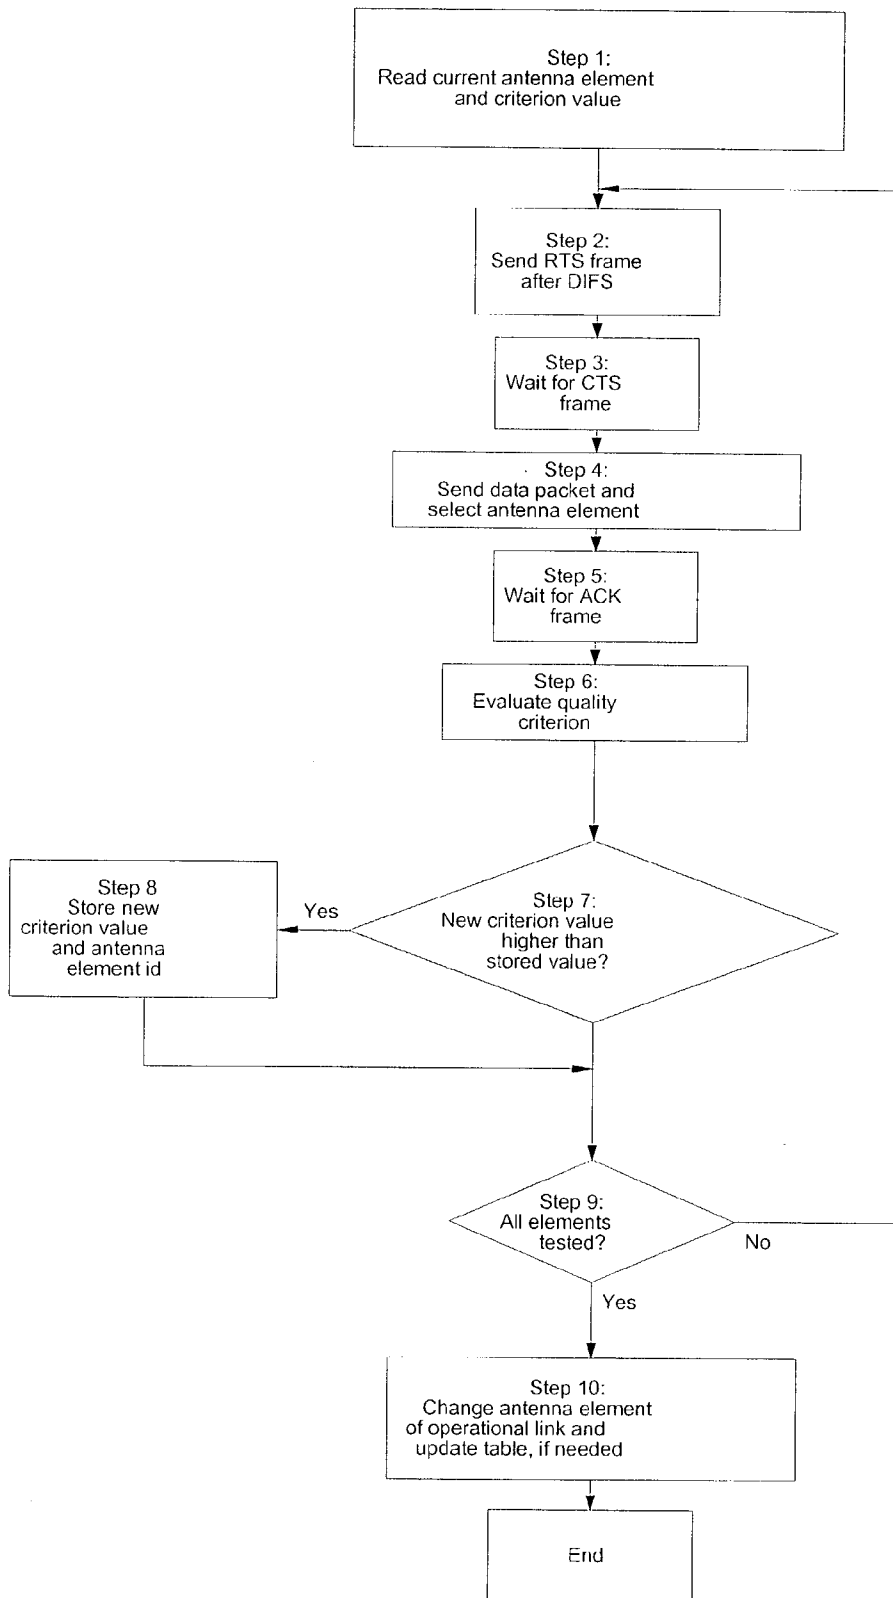 Step 1:
Read current antenna element
and criterion value
Step 2:
Send RTS frame
after DIFS
Step 3:
Wait for CTS
frame
Step 4:
Send data packet and
select antenna element
Step 5:
Wait for ACK
frame
Step 6:
Evaluate quality
criterion
Step 7:
New criterion value
higher than
stored value?
Yes
Step 8
Store new
criterion value
and antenna
element id
Step 9:
All elements
tested?
No
Yes
Step 10:
Change antenna element
of operational link and
update table, if needed
End